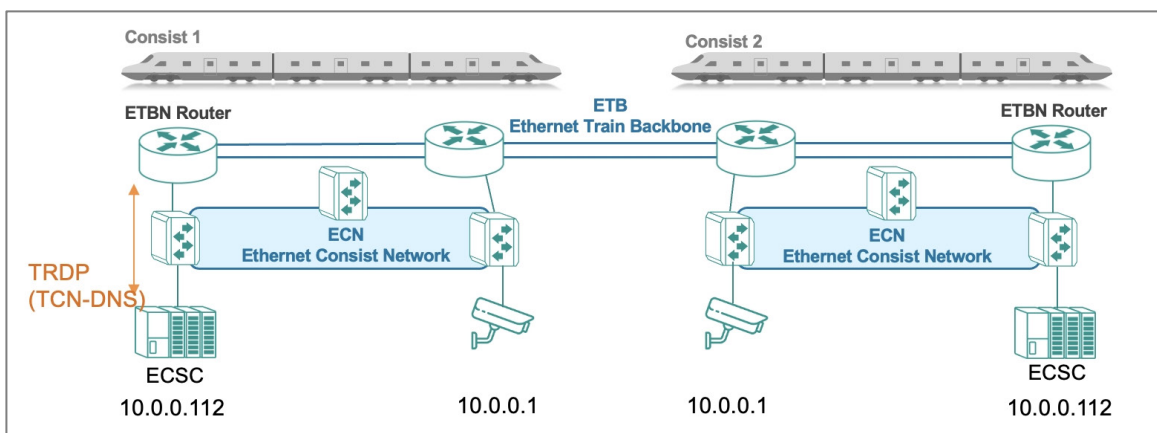 Consist 1
Consist 2
ETBN Router
ETB
Ethernet Train Backbone
ETBN Router
ECN
Ethernet Consist Network
ECN
Ethernet Consist Network
TRDP
(TCN-DNS)
ECSC
ECSC
10.0.0.112
10.0.0.1
10.0.0.1
10.0.0.112